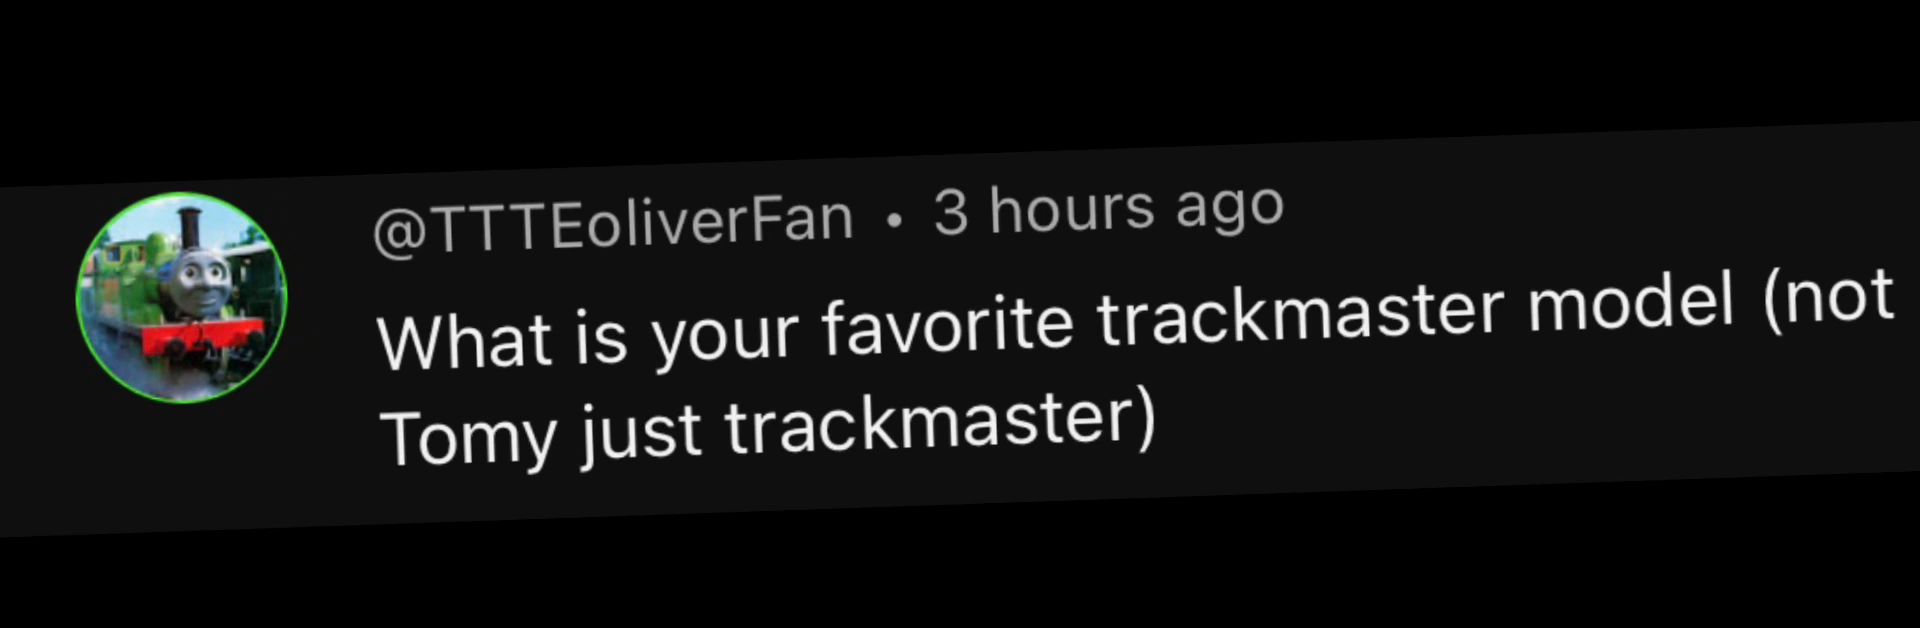 @TTTEoliverFan • 3 hours ago
What is your favorite trackmaster model (not
Tomy just trackmaster)